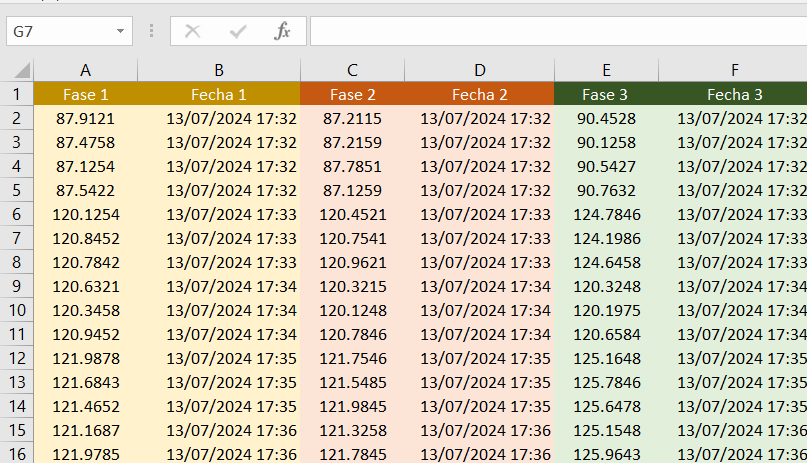 G7 fx
A B C D E F
1 Fase 1 Fecha 1 Fase 2 Fecha 2 Fase 3 Fecha 3
2 87.9121 13/07/2024 17:32 87.2115 13/07/2024 17:32 90.4528 13/07/2024 17:32
3 87.4758 13/07/2024 17:32 87.2159 13/07/2024 17:32 90.1258 13/07/2024 17:32
4 87.1254 13/07/2024 17:32 87.7851 13/07/2024 17:32 90.5427 13/07/2024 17:32
5 87.5422 13/07/2024 17:32 87.1259 13/07/2024 17:32 90.7632 13/07/2024 17:32
6 120.1254 13/07/2024 17:33 120.4521 13/07/2024 17:33 124.7846 13/07/2024 17:33
7 120.8452 13/07/2024 17:33 120.7541 13/07/2024 17:33 124.1986 13/07/2024 17:33
8 120.7842 13/07/2024 17:33 120.9621 13/07/2024 17:33 124.6458 13/07/2024 17:33
9 120.6321 13/07/2024 17:34 120.3215 13/07/2024 17:34 120.3248 13/07/2024 17:34
10 120.3458 13/07/2024 17:34 120.1248 13/07/2024 17:34 120.1975 13/07/2024 17:34
11 120.9452 13/07/2024 17:34 120.7846 13/07/2024 17:34 120.6584 13/07/2024 17:34
12 121.9878 13/07/2024 17:35 121.7546 13/07/2024 17:35 125.1648 13/07/2024 17:35
13 121.6843 13/07/2024 17:35 121.5485 13/07/2024 17:35 125.7846 13/07/2024 17:35
14 121.4652 13/07/2024 17:35 121.9845 13/07/2024 17:35 125.6478 13/07/2024 17:35
15 121.1687 13/07/2024 17:36 121.3258 13/07/2024 17:36 125.1548 13/07/2024 17:36
16 121.9785 13/07/2024 17:36 121.7845 13/07/2024 17:36 125.9643 13/07/2024 17:36